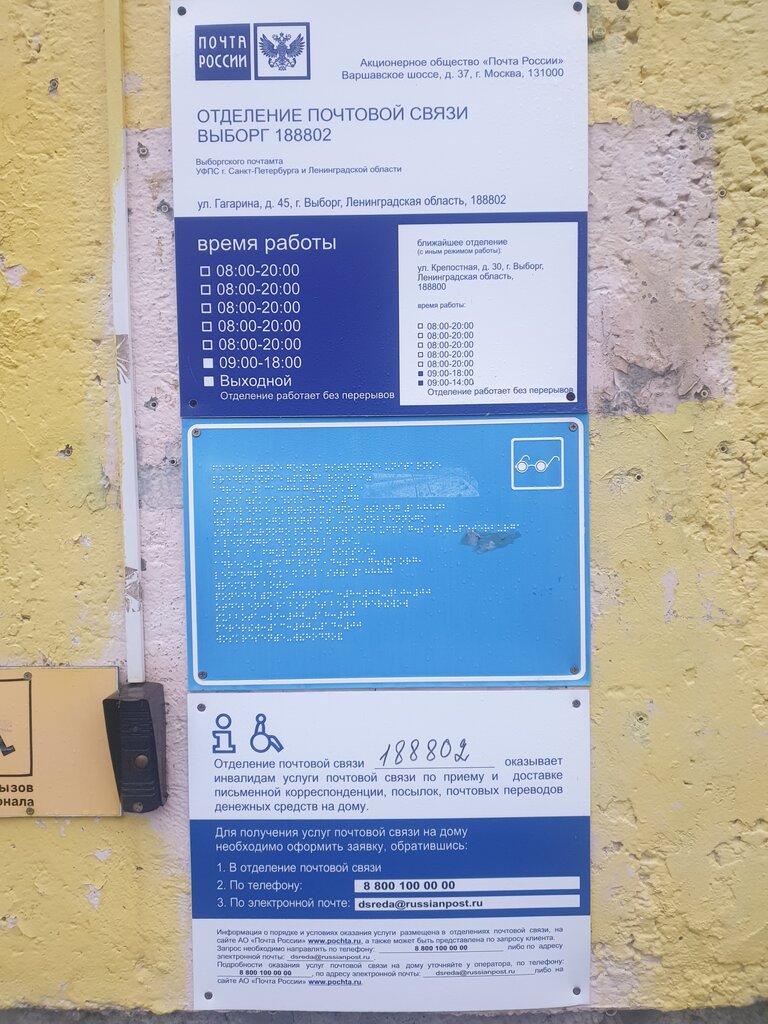 ПОЧТА
РОССИИ
Акционерное общество «Почта России»
Варшавское шоссе, д. 37, г. Москва, 131000
ОТДЕЛЕНИЕ ПОЧТОВОЙ СВЯЗИ
ВЫБОРГ 188802
Выборгского почтамта
УФПС г. Санкт-Петербурга и Ленинградской области
ул. Гагарина, д. 45, г. Выборг, Ленинградская область, 188802
время работы
08:00-20:00
08:00-20:00
08:00-20:00
08:00-20:00
08:00-20:00
09:00-18:00
Выходной
Отделение работает без перерывов
ближайшее отделение
(с иным режимом работы):
ул. Крепостная, д. 30, г. Выборг,
Ленинградская область,
188800
время работы:
08:00-20:00
08:00-20:00
08:00-20:00
08:00-20:00
08:00-20:00
09:00-18:00
09:00-14:00
Отделение работает без перерывов
Отделение почтовой связи 188802 оказывает
инвалидам услуги почтовой связи по приему и доставке
письменной корреспонденции, посылок, почтовых переводов
денежных средств на дому.
Для получения услуг почтовой связи на дому
необходимо оформить заявку, обратившись:
1. В отделение почтовой связи
2. По телефону: 8 800 100 00 00
3. По электронной почте: dsreda@russianpost.ru
Информация о порядке и условиях оказания услуги размещена в отделениях почтовой связи, на
сайте АО «Почта России» www.pochta.ru, а также может быть представлена по запросу клиента.
Запрос необходимо направлять по телефону: 8 800 100 00 00 либо по адресу
электронной почты: dsreda@russianpost.ru
Подробности оказания услуг почтовой связи на дому уточняйте у оператора, по телефону:
8 800 100 00 00, по адресу электронной почты: dsreda@russianpost.ru либо на
сайте АО «Почта России» www.pochta.ru.
ызов
нала